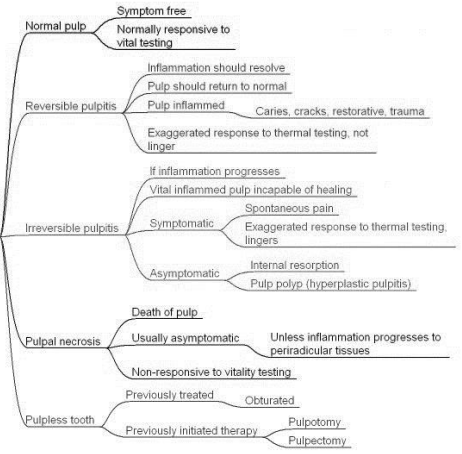 Normal pulp
Symptom free
Normally responsive to
vital testing
Reversible pulpitis
Inflammation should resolve
Pulp should return to normal
Pulp inflammed
Caries, cracks, restorative, trauma
Exaggerated response to thermal testing, not
linger
Irreversible pulpitis
If inflammation progresses
Vital inflammed pulp incapable of healing
Symptomatic
Spontaneous pain
Exaggerated response to thermal testing,
lingers
Asymptomatic
Internal resorption
Pulp polyp (hyperplastic pulpitis)
Pulpal necrosis
Death of pulp
Usually asymptomatic
Unless inflammation progresses to
periradicular tissues
Non-responsive to vitality testing
Pulpless tooth
Previously treated
Obturated
Previously initiated therapy
Pulpotomy
Pulpectomy